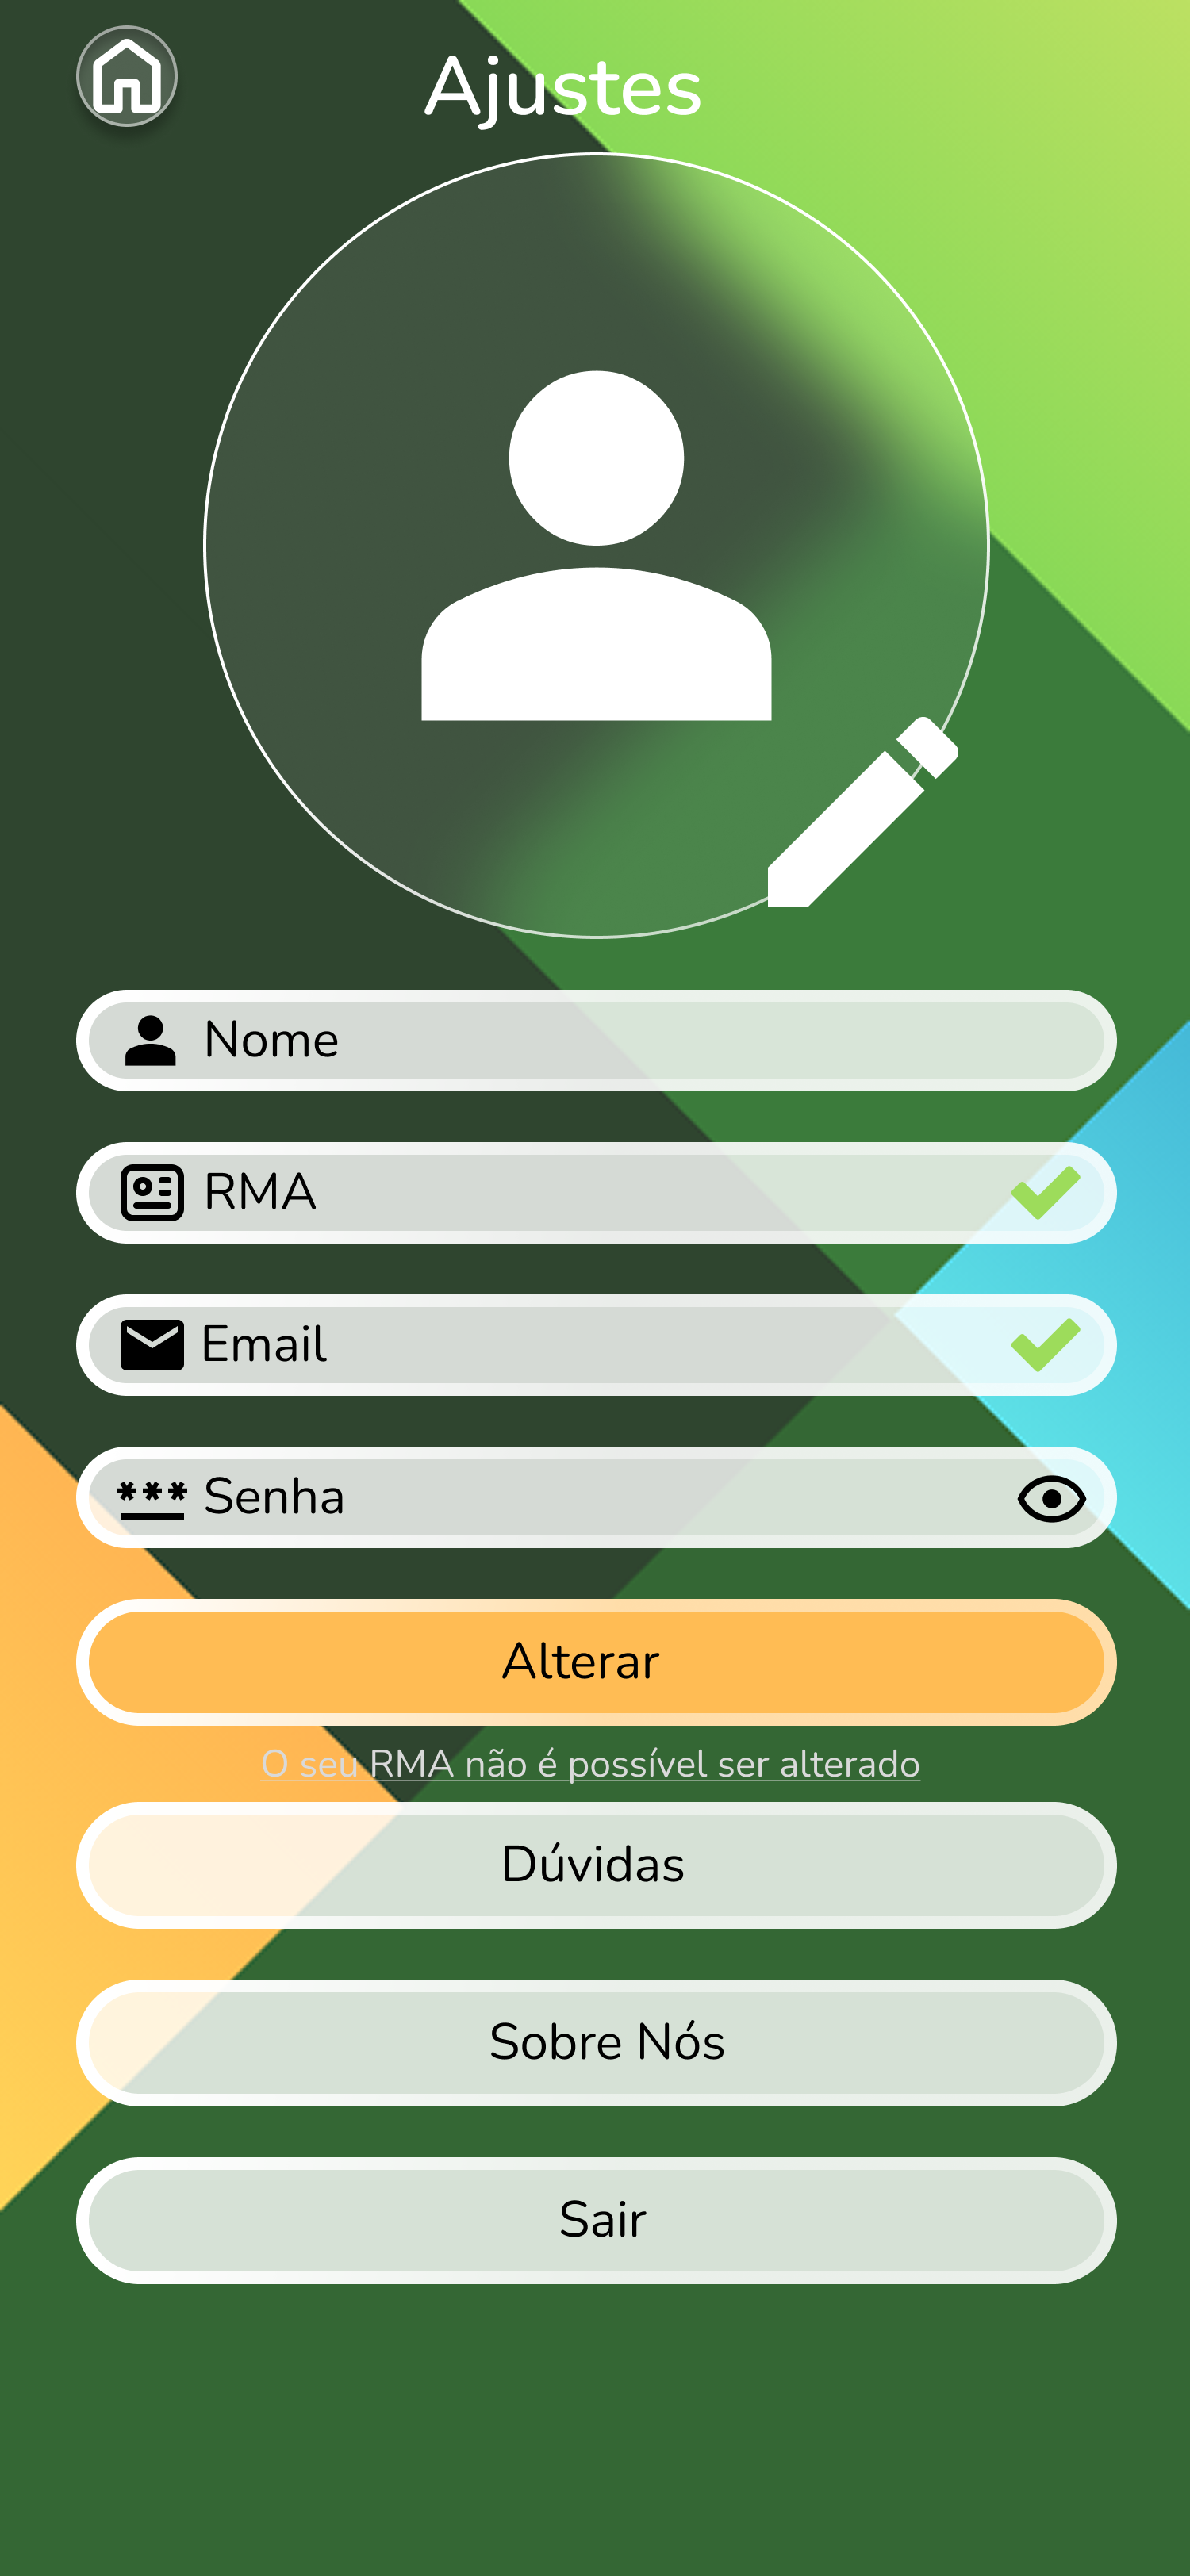 Ajustes
Nome
RMA
Email
*** Senha
Alterar
O seu RMA não é possível ser alterado
Dúvidas
Sobre Nós
Sair